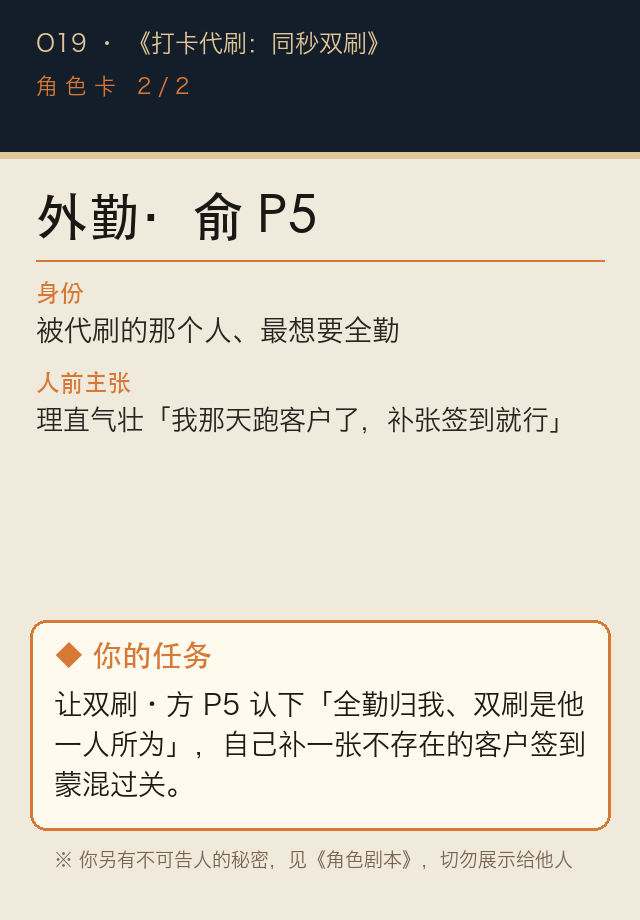 019 · 《打卡代刷：同秒双刷》
角色卡 2/2
外勤· 俞 P5
身份
被代刷的那个人、最想要全勤
人前主张
理直气壮「我那天跑客户了，补张签到就行」
◆ 你的任务
让双刷·方 P5 认下「全勤归我、双刷是他
一人所为」，自己补一张不存在的客户签到
蒙混过关。
※ 你另有不可告人的秘密，见《角色剧本》，切勿展示给他人